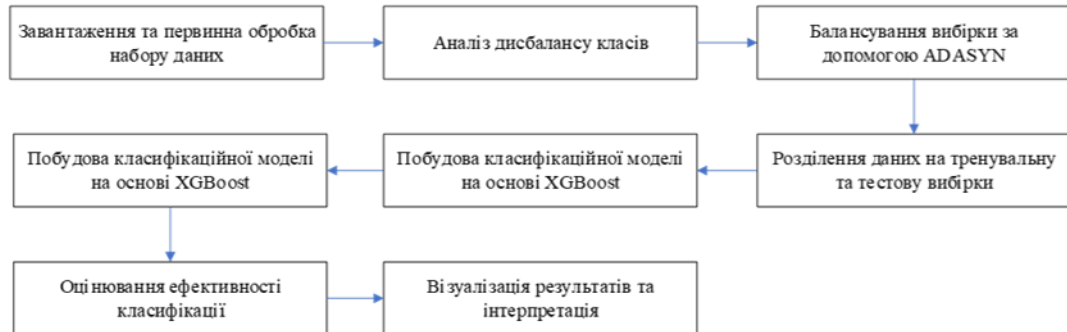 Завантаження та первинна обробка
набору даних
Аналіз дисбалансу класів
Балансування вибірки за
допомогою ADASYN
Розділення даних на тренувальну
та тестову вибірки
Побудова класифікаційної моделі
на основі XGBoost
Побудова класифікаційної моделі
на основі XGBoost
Оцінювання ефективності
класифікації
Візуалізація результатів та
інтерпретація